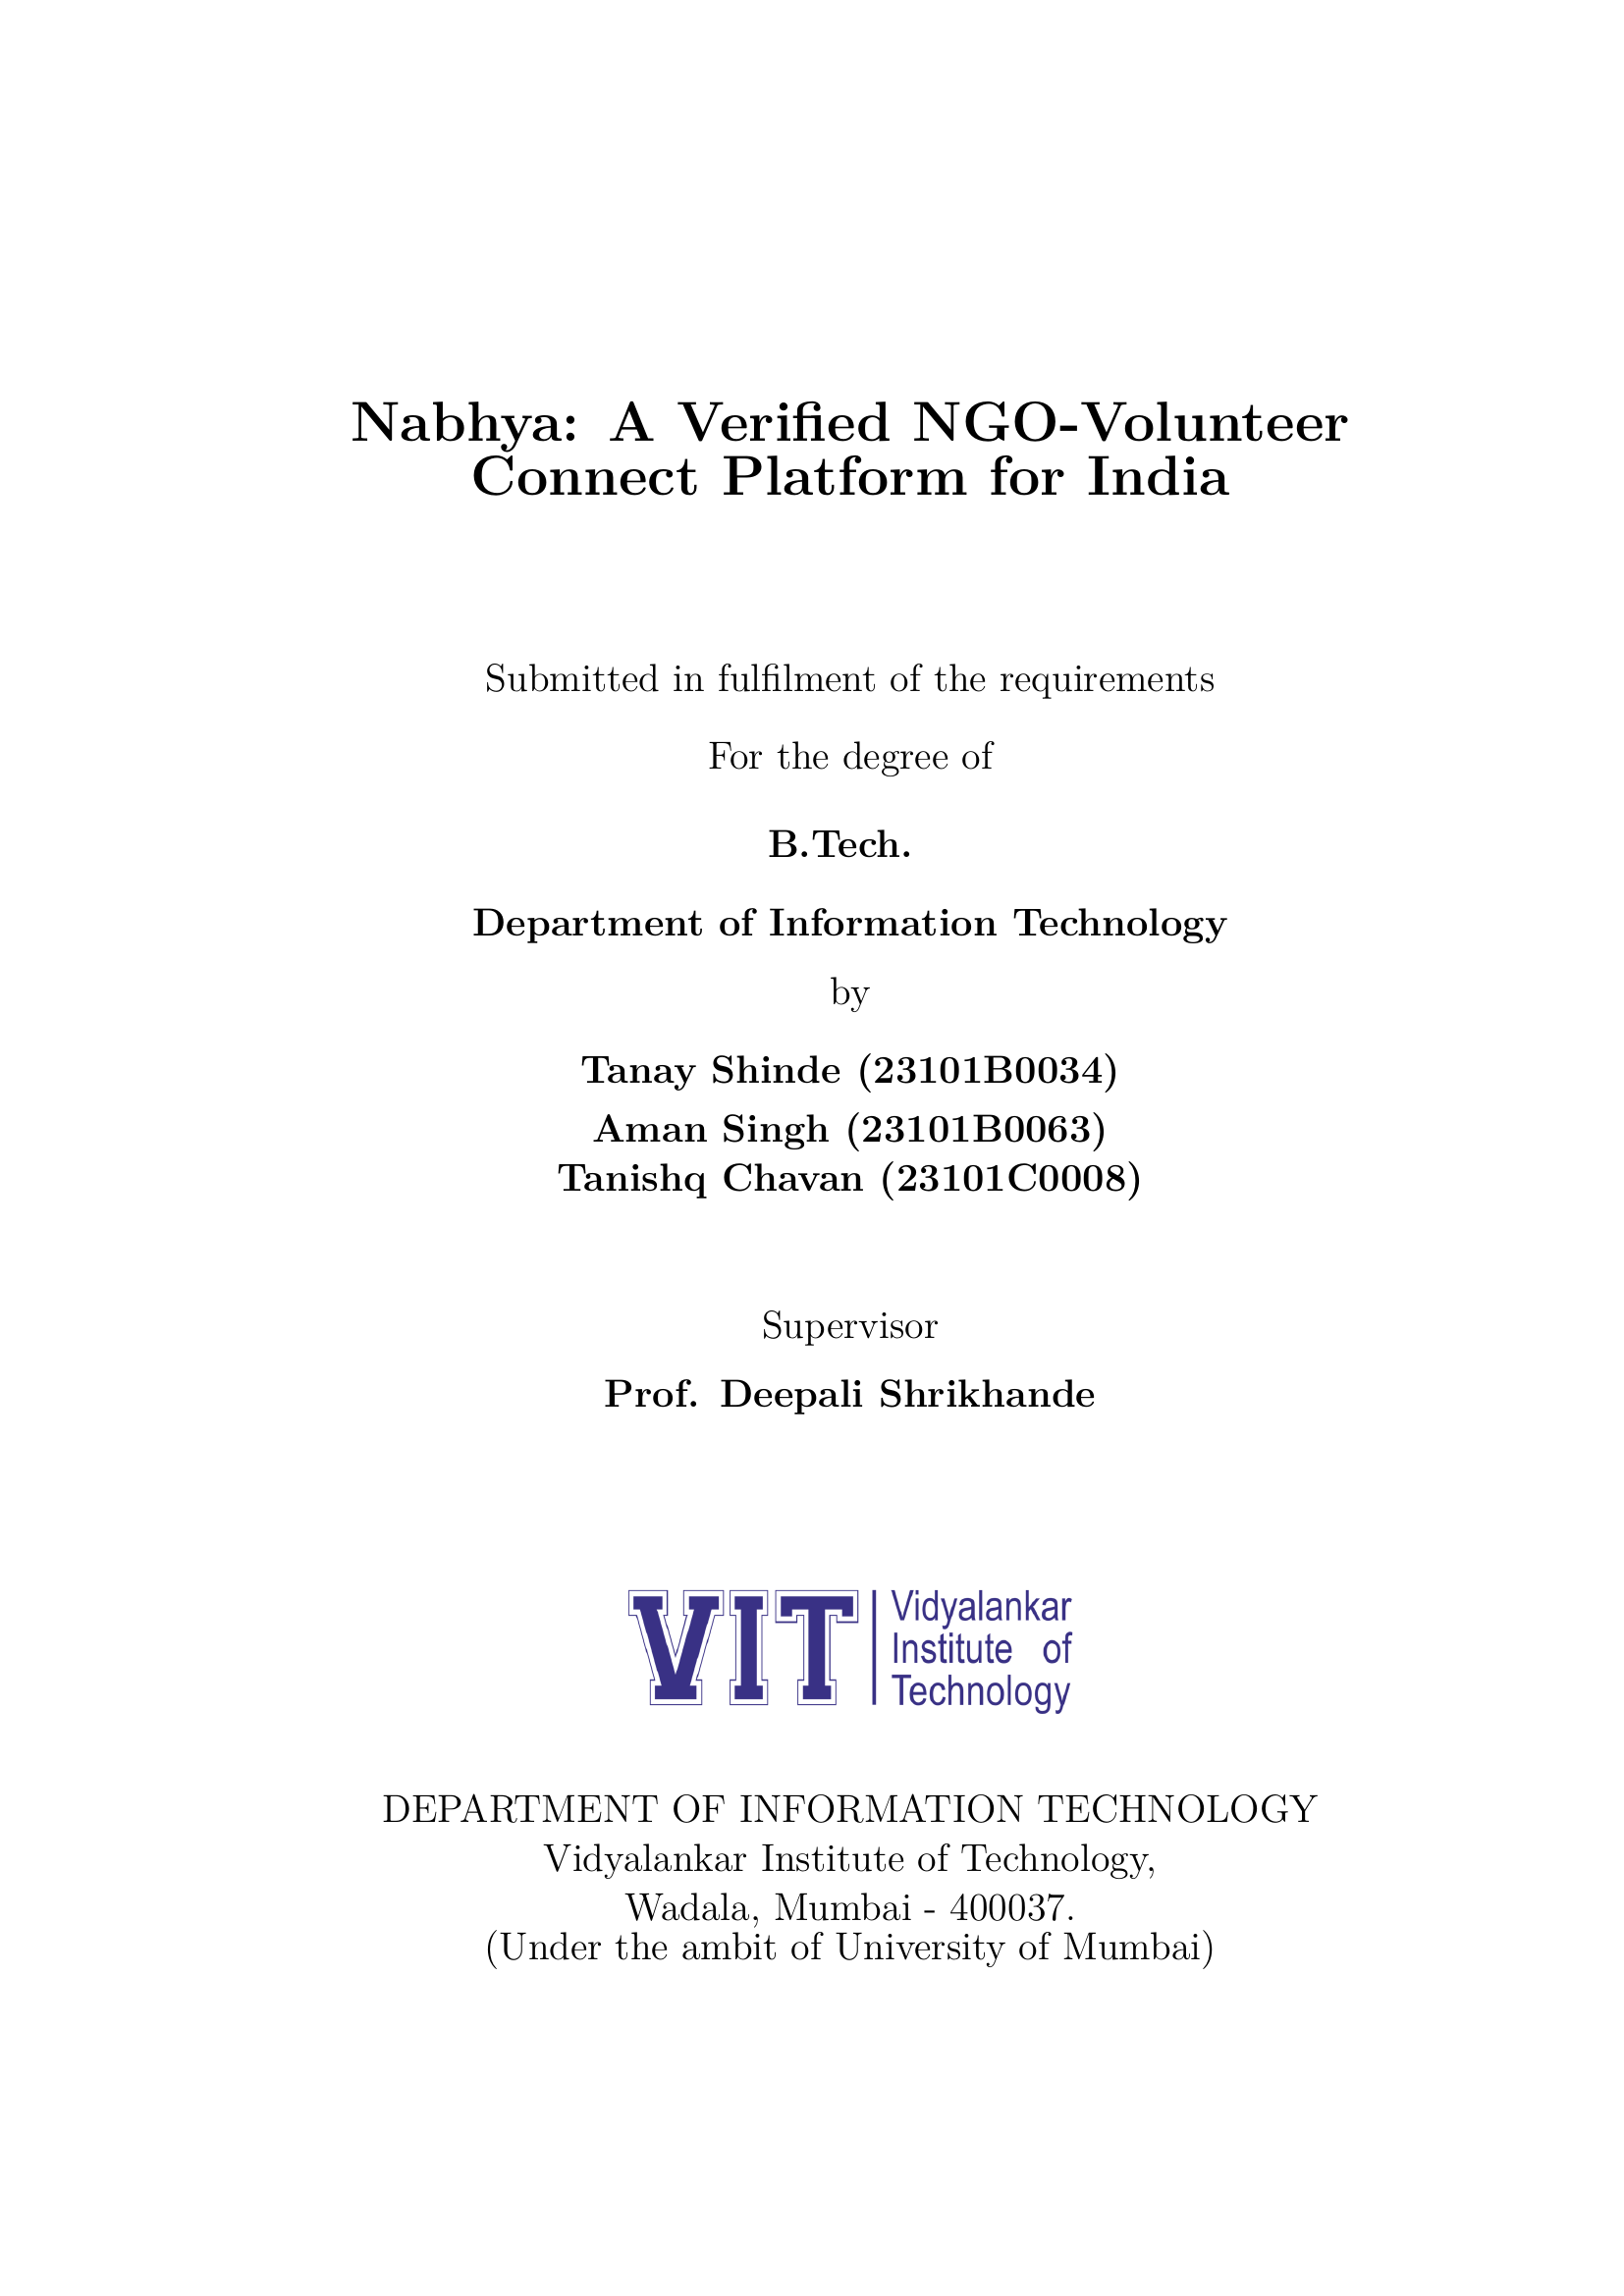 Nabhya: A Verified NGO-Volunteer
Connect Platform for India
Submitted in fulfilment of the requirements
For the degree of
B.Tech.
Department of Information Technology
by
Tanay Shinde (23101B0034)
Aman Singh (23101B0063)
Tanishq Chavan (23101C0008)
Supervisor
Prof. Deepali Shrikhande
VIT
Vidyalankar
Institute of
Technology
DEPARTMENT OF INFORMATION TECHNOLOGY
Vidyalankar Institute of Technology,
Wadala, Mumbai - 400037.
(Under the ambit of University of Mumbai)